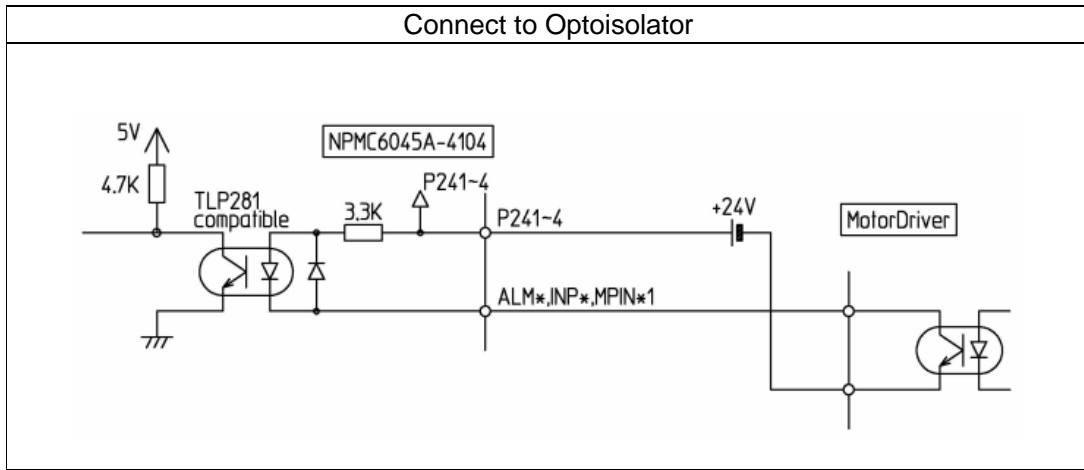 Connect to Optoisolator
5V
NPMC6045A-4104
4.7K
TLP281
compatible
3.3K
P241~4
P241~4
+24V
MotorDriver
ALM*,INP*,MPIN*1